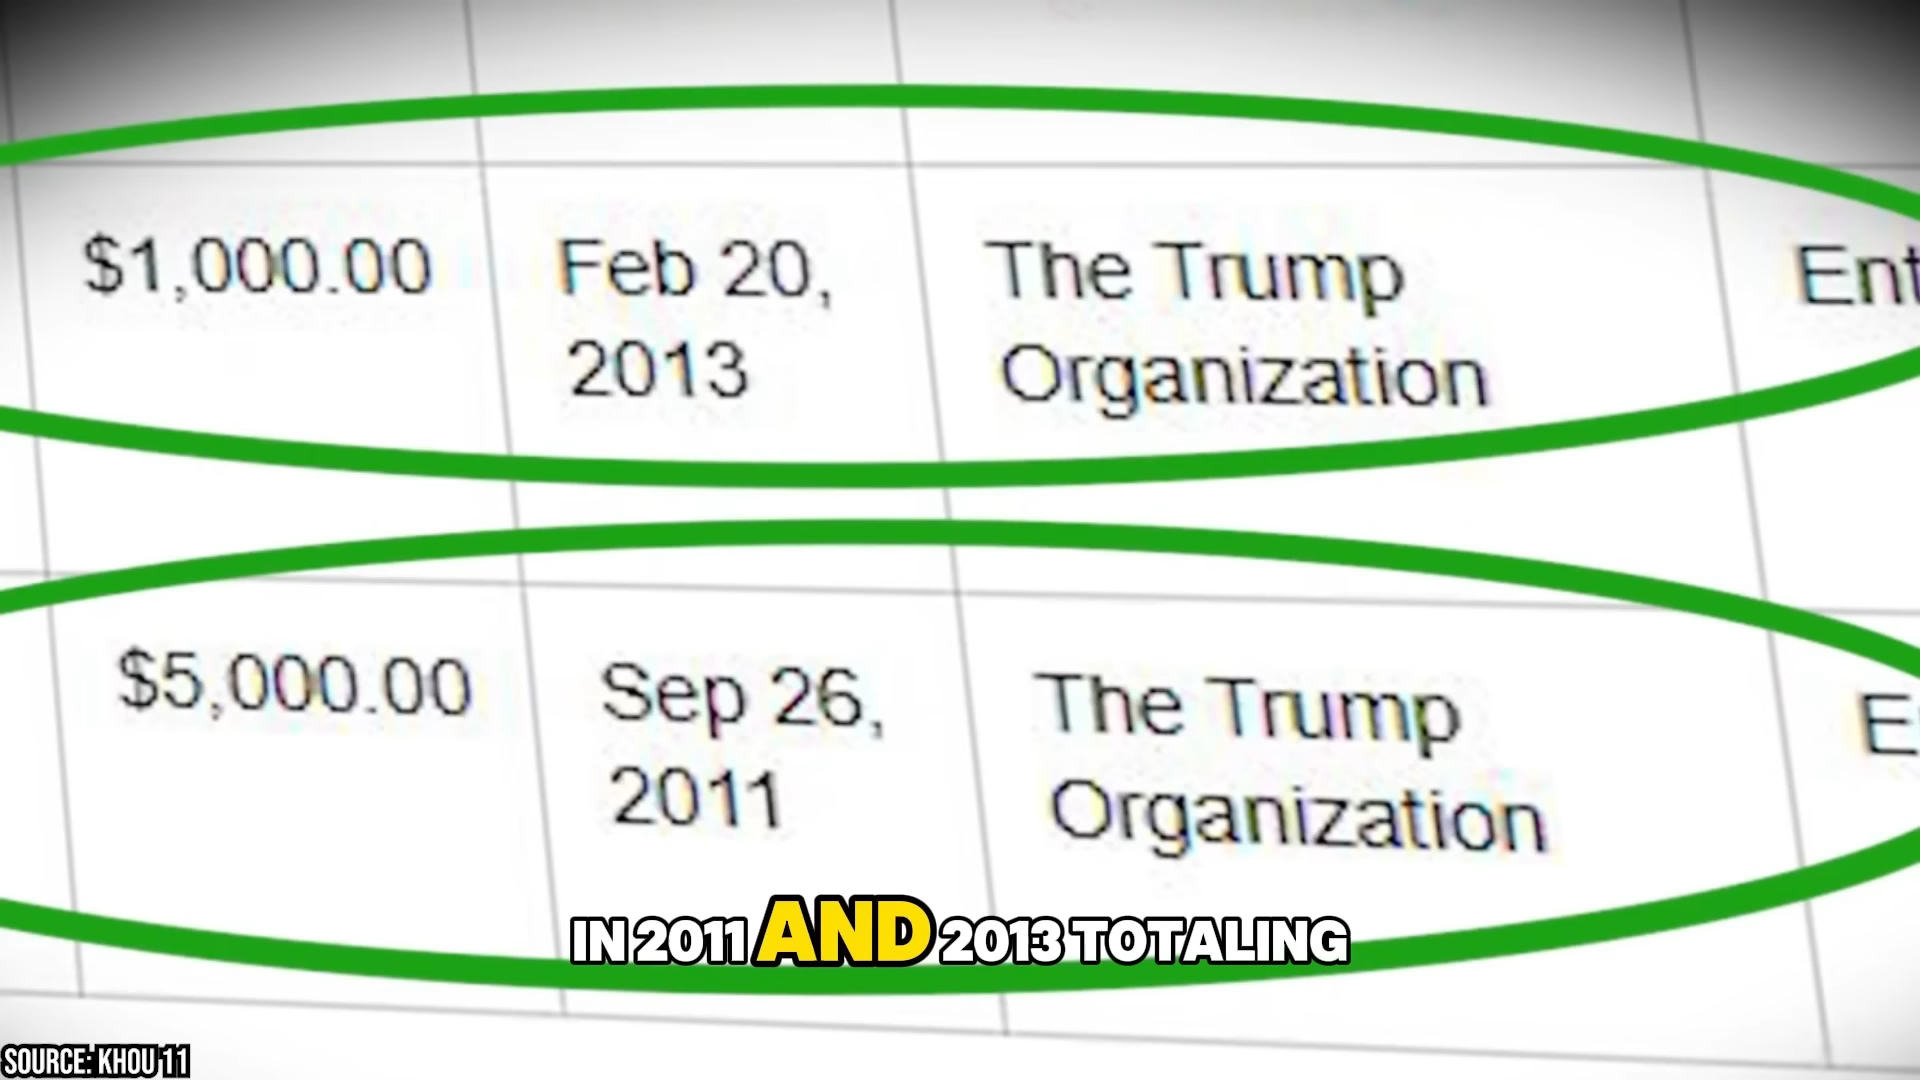 $1,000.00
Feb 20,
2013
The Trump
Organization
Ent
$5,000.00
Sep 26,
2011
The Trump
Organization
E
IN 2011 AND 2013 TOTALING
SOURCE: KHOU 11